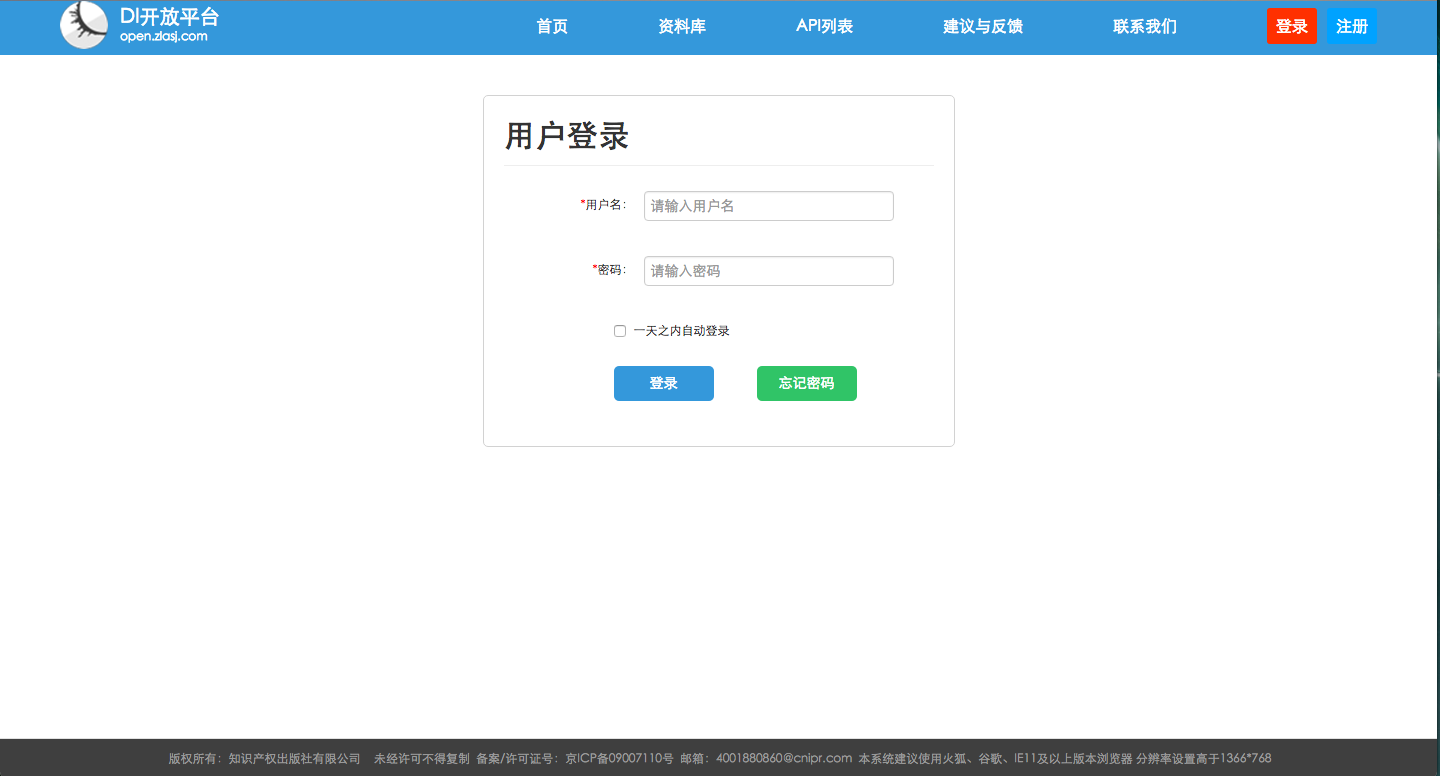 DI开放平台
open.zlasj.com
首页 资料库 API列表 建议与反馈 联系我们 登录 注册
用户登录
*用户名： 请输入用户名
*密码： 请输入密码
一天之内自动登录
登录 忘记密码
版权所有：知识产权出版社有限公司 未经许可不得复制 备案/许可证号：京ICP备09007110号 邮箱：4001880860@cnipr.com 本系统建议使用火狐、谷歌、IE11及以上版本浏览器 分辨率设置高于1366*768